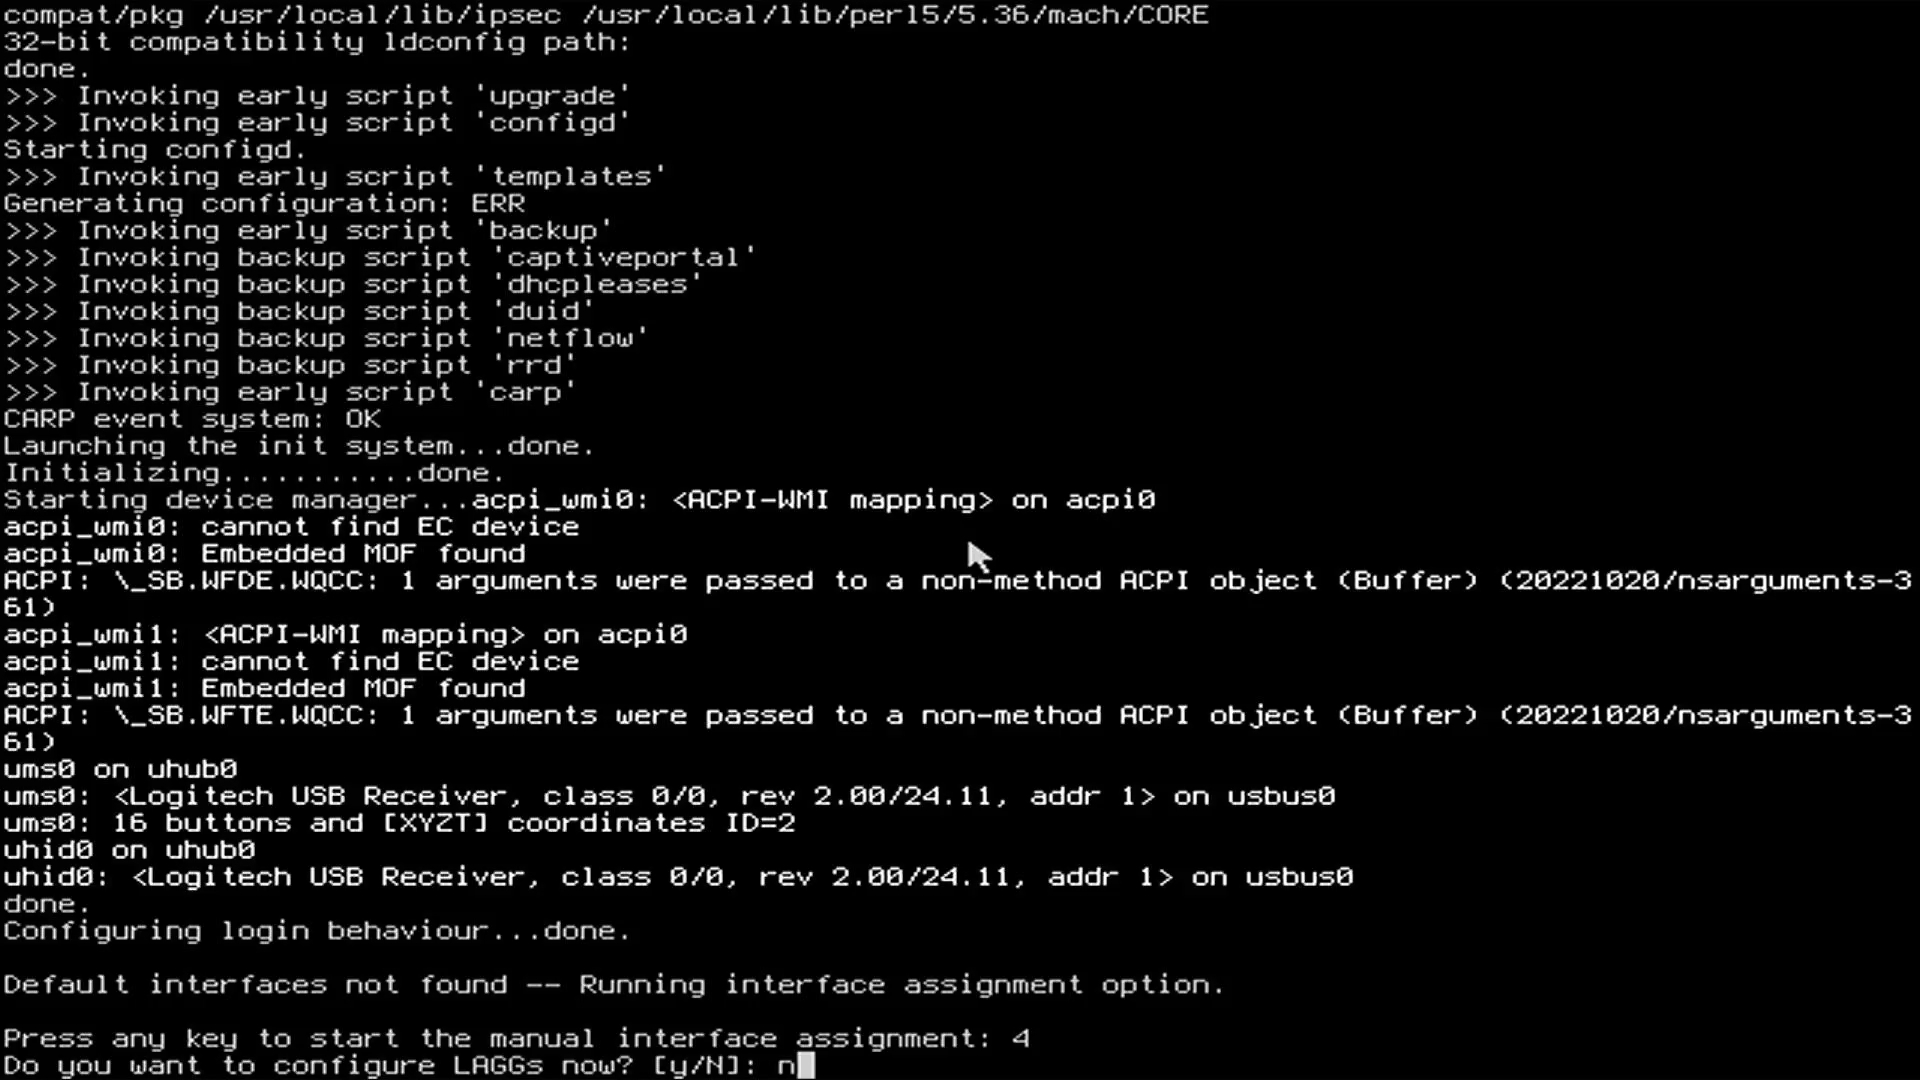 compat/pkg /usr/local/lib/ipsec /usr/local/lib/perl5/5.36/mach/CORE
32-bit compatibility ldconfig path:
done.
>>> Invoking early script 'upgrade'
>>> Invoking early script 'configd'
Starting configd.
>>> Invoking early script 'templates'
Generating configuration: ERR
>>> Invoking early script 'backup'
>>> Invoking backup script 'captiveportal'
>>> Invoking backup script 'dhcpleases'
>>> Invoking backup script 'duid'
>>> Invoking backup script 'netflow'
>>> Invoking backup script 'rrd'
>>> Invoking early script 'carp'
CARP event system: OK
Launching the init system...done.
Initializing...........done.
Starting device manager...acpi_wmi0: <ACPI-WMI mapping> on acpi0
acpi_wmi0: cannot find EC device
acpi_wmi0: Embedded MOF found
ACPI: \_SB.WFDE.WQCC: 1 arguments were passed to a non-method ACPI object (Buffer) (20221020/nsarguments-3
61)
acpi_wmi1: <ACPI-WMI mapping> on acpi0
acpi_wmi1: cannot find EC device
acpi_wmi1: Embedded MOF found
ACPI: \_SB.WFTE.WQCC: 1 arguments were passed to a non-method ACPI object (Buffer) (20221020/nsarguments-3
61)
ums0 on uhub0
ums0: <Logitech USB Receiver, class 0/0, rev 2.00/24.11, addr 1> on usbus0
ums0: 16 buttons and [XYZT] coordinates ID=2
uhid0 on uhub0
uhid0: <Logitech USB Receiver, class 0/0, rev 2.00/24.11, addr 1> on usbus0
done.
Configuring login behaviour...done.
Default interfaces not found -- Running interface assignment option.
Press any key to start the manual interface assignment: 4
Do you want to configure LAGGs now? [y/N]: n